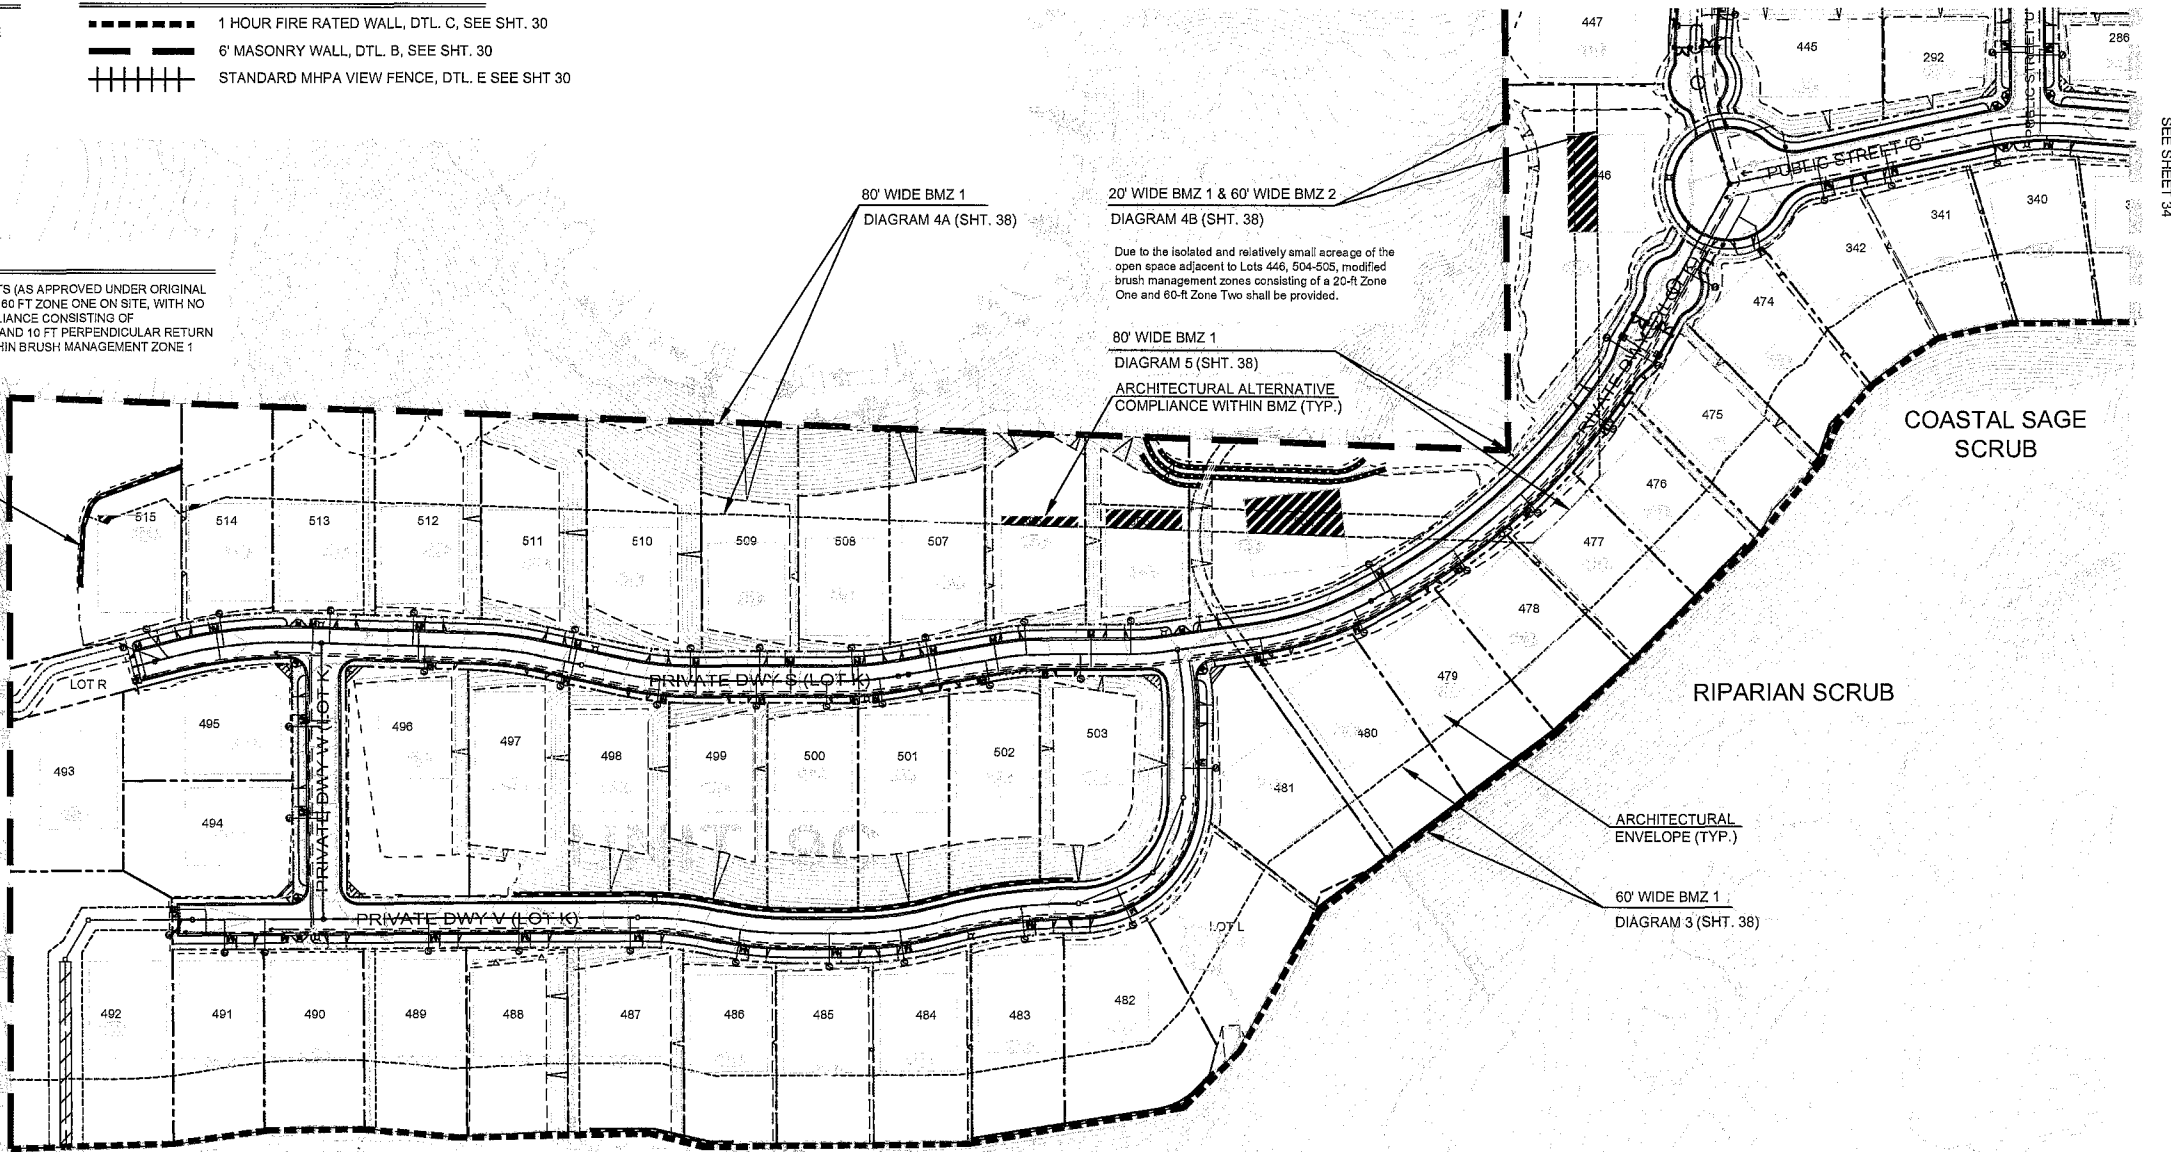 1 HOUR FIRE RATED WALL, DTL. C, SEE SHT. 30
6' MASONRY WALL, DTL. B, SEE SHT. 30
STANDARD MHPA VIEW FENCE, DTL. E SEE SHT 30
TS (AS APPROVED UNDER ORIGINAL
60 FT ZONE ONE ON SITE, WITH NO
LIANCE CONSISTING OF
AND 10 FT PERPENDICULAR RETURN
HIN BRUSH MANAGEMENT ZONE 1
80' WIDE BMZ 1
DIAGRAM 4A (SHT. 38)
20' WIDE BMZ 1 & 60' WIDE BMZ 2
DIAGRAM 4B (SHT. 38)
Due to the isolated and relatively small acreage of the
open space adjacent to Lots 446, 504-505, modified
brush management zones consisting of a 20-ft Zone
One and 60-ft Zone Two shall be provided.
80' WIDE BMZ 1
DIAGRAM 5 (SHT. 38)
ARCHITECTURAL ALTERNATIVE
COMPLIANCE WITHIN BMZ (TYP.)
447
445
292
286
46
PUBLIC STREET 'G'
SEE SHEET 34
342
341
340
474
475
476
477
478
479
480
481
COASTAL SAGE
SCRUB
RIPARIAN SCRUB
515
514
513
512
511
510
509
508
507
LOT R
PRIVATE DWY S (LOT K)
PRIVATE DWY W (LOT K)
493
495
494
496
497
498
499
500
501
502
503
UNIT
PRIVATE DWY V (LOT K)
LOT L
ARCHITECTURAL
ENVELOPE (TYP.)
60' WIDE BMZ 1
DIAGRAM 3 (SHT. 38)
492
491
490
489
488
487
486
485
484
483
482